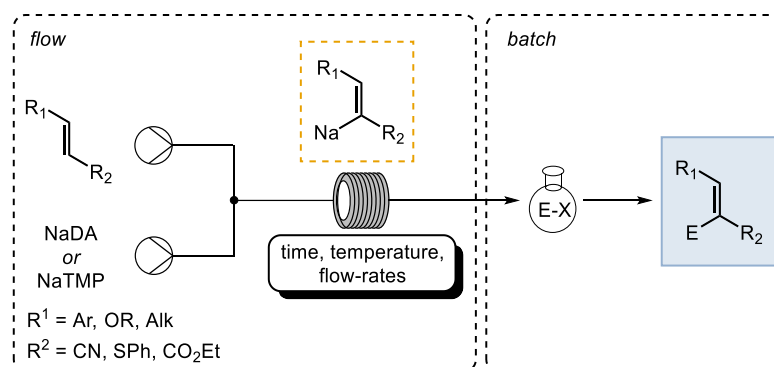 flow
batch
R₁
R₂
R₁
Na
R₂
NaDA
or
NaTMP
time, temperature,
flow-rates
E-X
R₁
E
R₂
R¹ = Ar, OR, Alk
R² = CN, SPh, CO₂Et